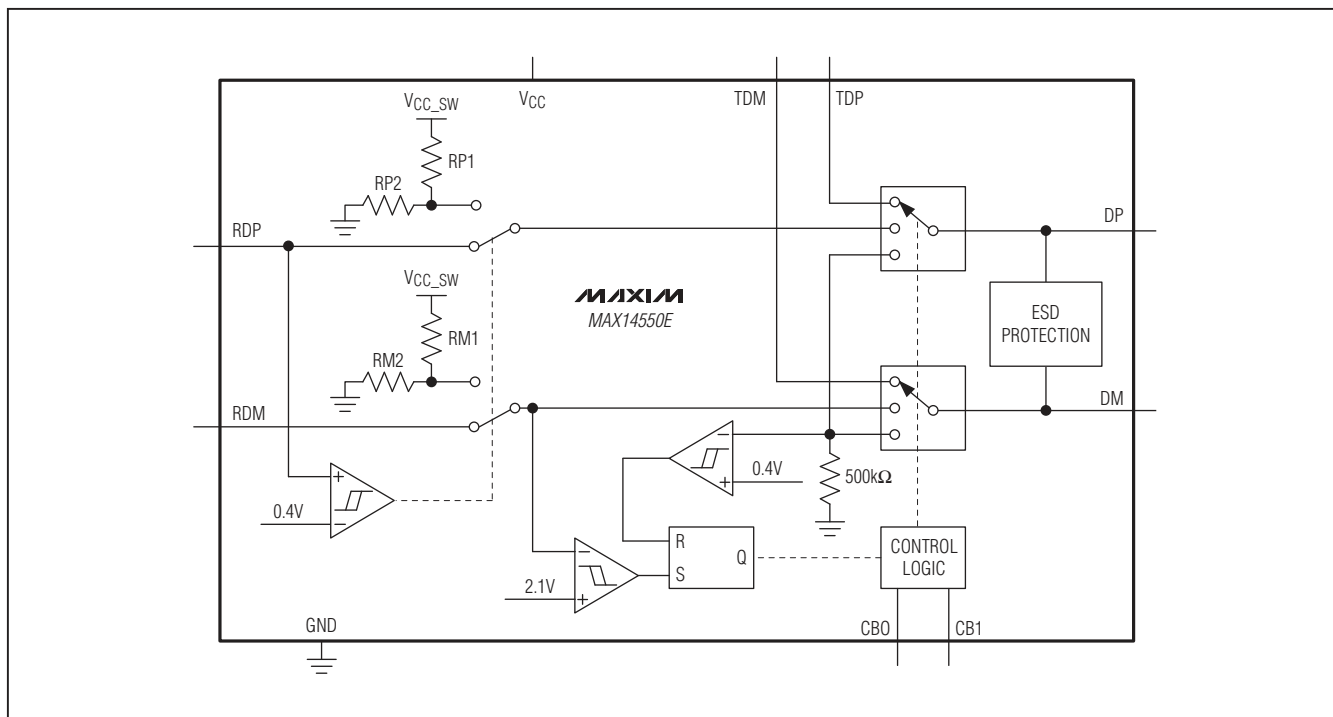 VCC
TDM
TDP
VCC_SW
RP1
RP2
RDP
DP
VCC_SW
MAXIM
MAX14550E
ESD
PROTECTION
RM1
RM2
RDM
DM
+
0.4V
−
−
+
0.4V
500kΩ
−
2.1V
+
R
S
Q
CONTROL
LOGIC
GND
CB0
CB1